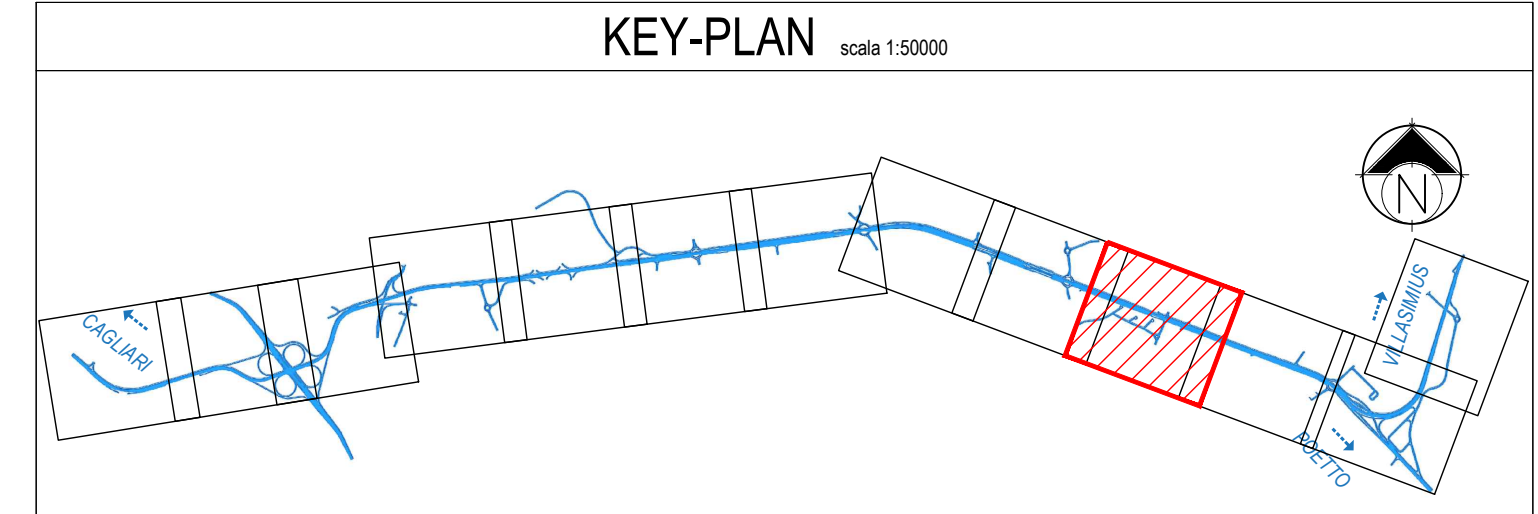 KEY-PLAN scala 1:50000
N
CAGLIARI
VILLASIMIUS
POETTO